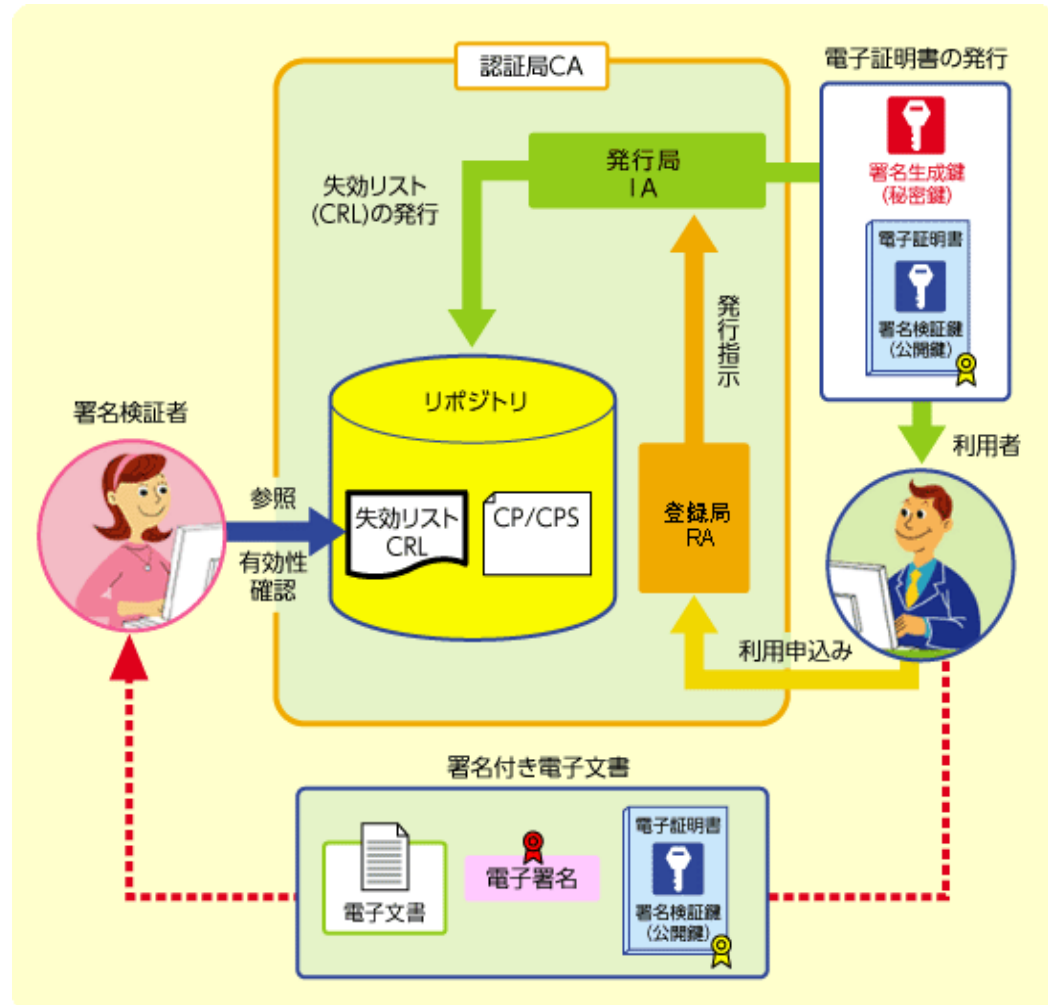 認証局CA
電子証明書の発行
発行局
IA
署名生成鍵
(秘密鍵)
電子証明書
署名検証鍵
(公開鍵)
失効リスト
(CRL)の発行
発行指示
リポジトリ
署名検証者
利用者
参照
有効性
確認
失効リスト
CRL
CP/CPS
登録局
RA
利用申込み
署名付き電子文書
電子文書
電子署名
電子証明書
署名検証鍵
(公開鍵)